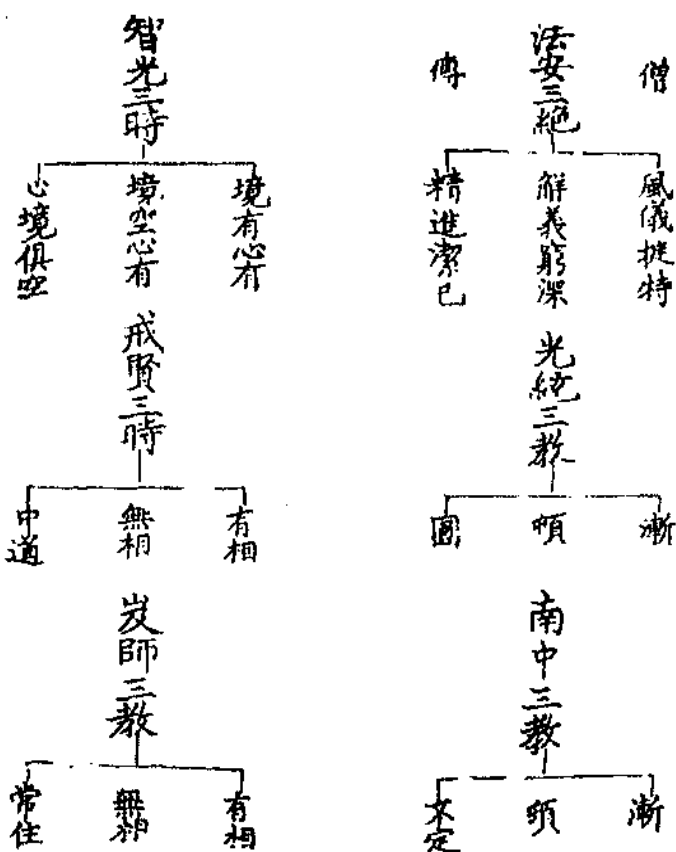 僧
傳
法安三絕
風儀挺特
解義窮深
精進潔己
光統三教
漸
頓
圓
南中三教
漸
頓
不定
智光三時
境有心有
境空心有
心境俱空
戒賢三時
有相
無相
中道
岌師三教
有相
無相
常住